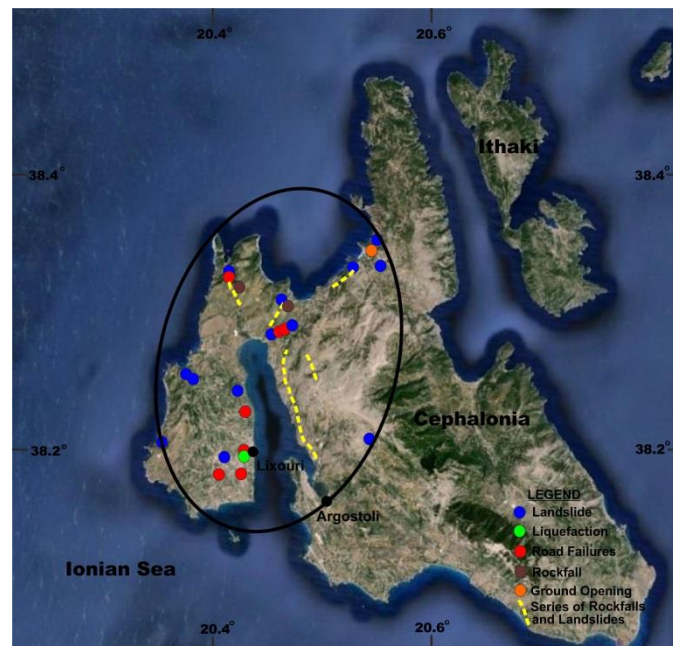 20.4° 20.6°
Ithaki
38.4° 38.4°
Cephalonia
38.2° 38.2°
Lixouri
Argostoli
Ionian Sea
LEGEND
Landslide
Liquefaction
Road Failures
Rockfall
Ground Opening
Series of Rockfalls
and Landslides
20.4° 20.6°